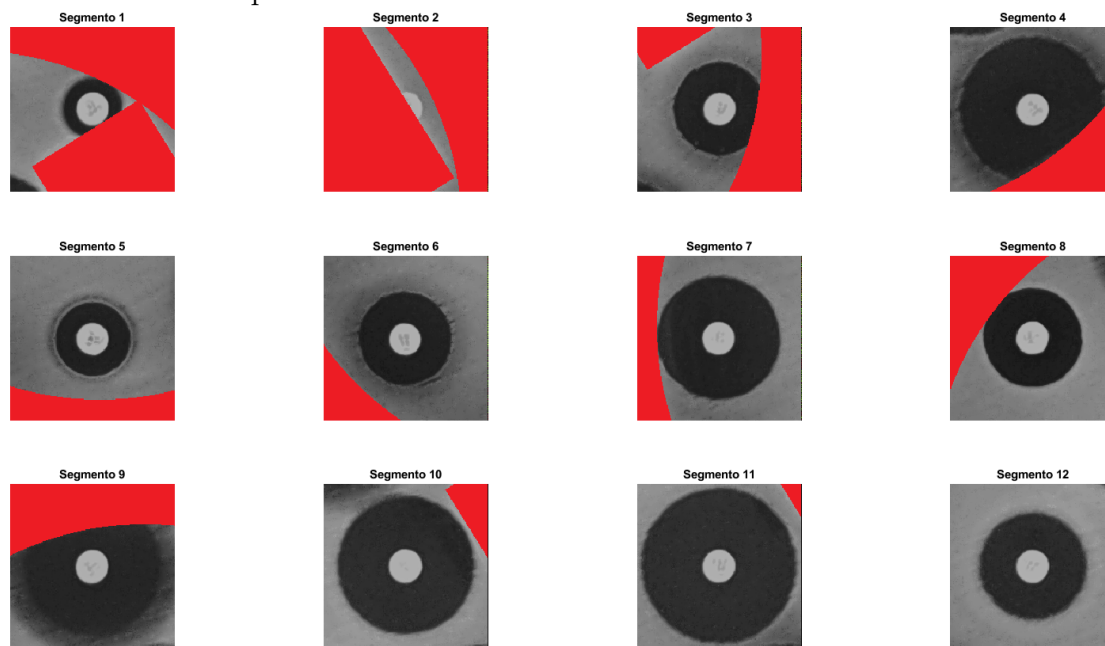 Segmento 1
Segmento 2
Segmento 3
Segmento 4
Segmento 5
Segmento 6
Segmento 7
Segmento 8
Segmento 9
Segmento 10
Segmento 11
Segmento 12